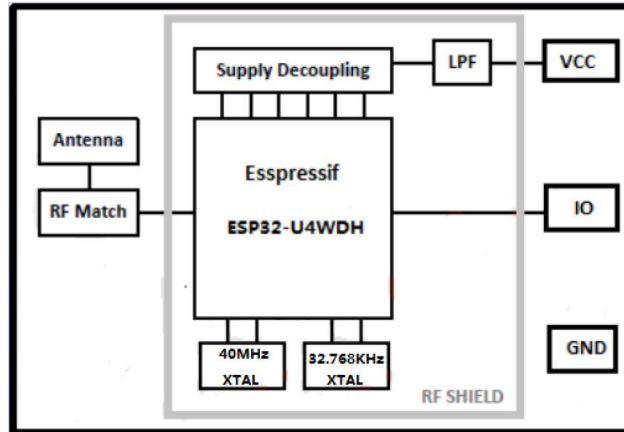 Supply Decoupling
LPF
VCC
Antenna
RF Match
Esspressif
ESP32-U4WDH
IO
40MHz
XTAL
32.768KHz
XTAL
GND
RF SHIELD